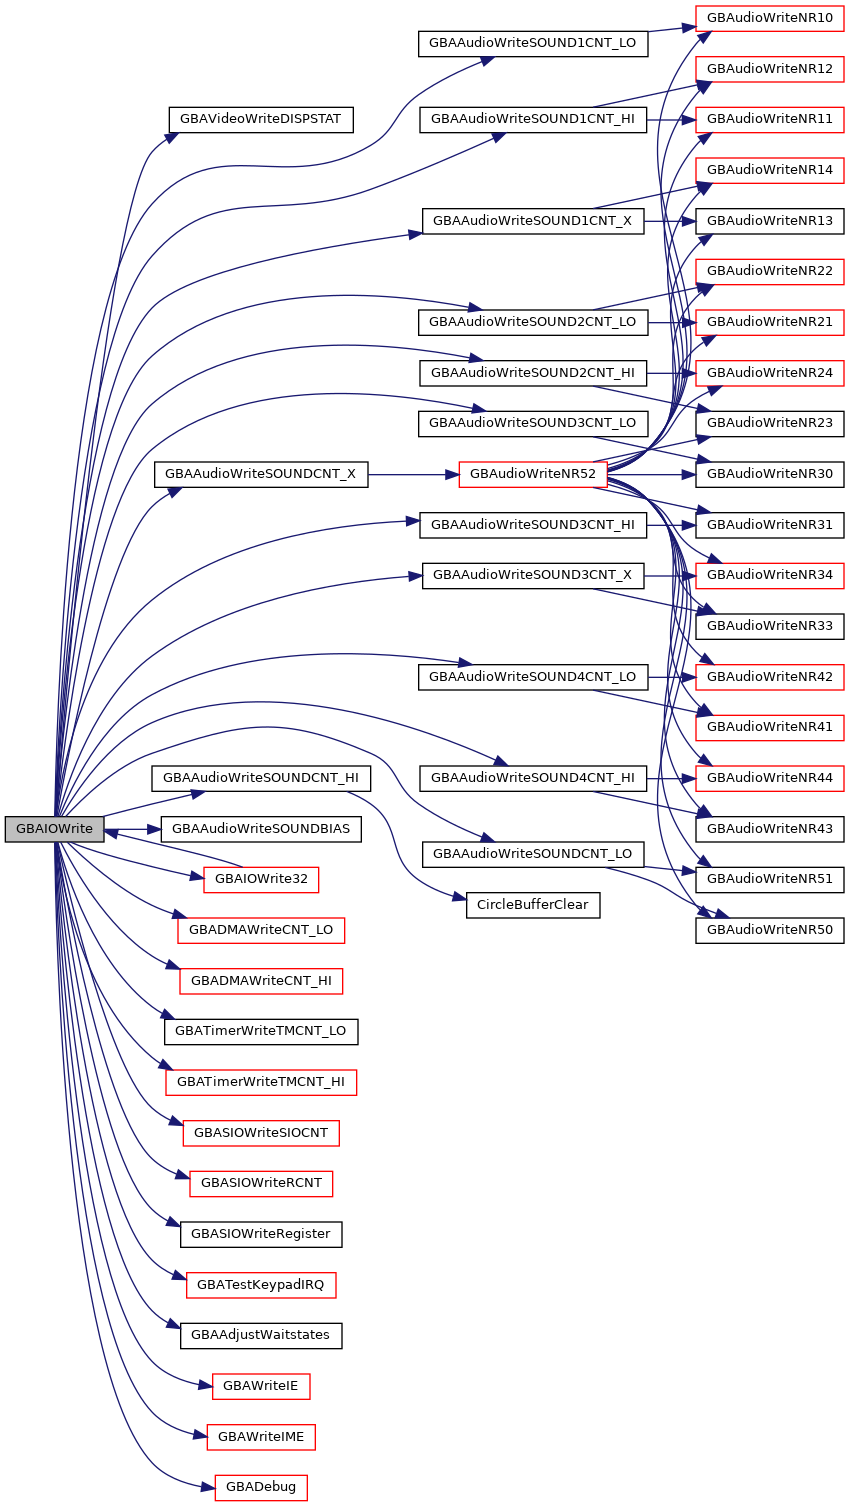 GBAudioWriteNR10
GBAAudioWriteSOUND1CNT_LO
GBAudioWriteNR12
GBAVideoWriteDISPSTAT
GBAAudioWriteSOUND1CNT_HI
GBAudioWriteNR11
GBAudioWriteNR14
GBAAudioWriteSOUND1CNT_X
GBAudioWriteNR13
GBAudioWriteNR22
GBAAudioWriteSOUND2CNT_LO
GBAudioWriteNR21
GBAAudioWriteSOUND2CNT_HI
GBAudioWriteNR24
GBAAudioWriteSOUND3CNT_LO
GBAudioWriteNR23
GBAAudioWriteSOUNDCNT_X
GBAudioWriteNR52
GBAudioWriteNR30
GBAAudioWriteSOUND3CNT_HI
GBAudioWriteNR31
GBAAudioWriteSOUND3CNT_X
GBAudioWriteNR34
GBAudioWriteNR33
GBAAudioWriteSOUND4CNT_LO
GBAudioWriteNR42
GBAudioWriteNR41
GBAAudioWriteSOUNDCNT_HI
GBAAudioWriteSOUND4CNT_HI
GBAudioWriteNR44
GBAIOWrite
GBAAudioWriteSOUNDBIAS
GBAudioWriteNR43
GBAAudioWriteSOUNDCNT_LO
GBAIOWrite32
GBAudioWriteNR51
CircleBufferClear
GBADMAWriteCNT_LO
GBAudioWriteNR50
GBADMAWriteCNT_HI
GBATimerWriteTMCNT_LO
GBATimerWriteTMCNT_HI
GBASIOWriteSIOCNT
GBASIOWriteRCNT
GBASIOWriteRegister
GBATestKeypadIRQ
GBAAdjustWaitstates
GBAWriteIE
GBAWriteIME
GBADebug